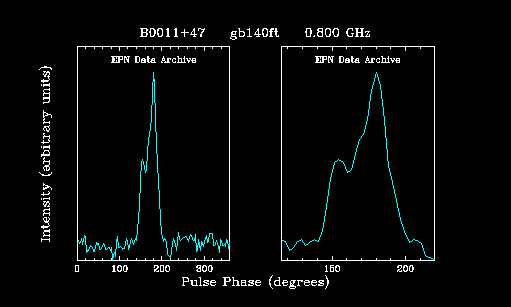 B0011+47 gb140ft 0.800 GHz
EPN Data Archive EPN Data Archive
Intensity (arbitrary units)
0 100 200 300 150 200
Pulse Phase (degrees)